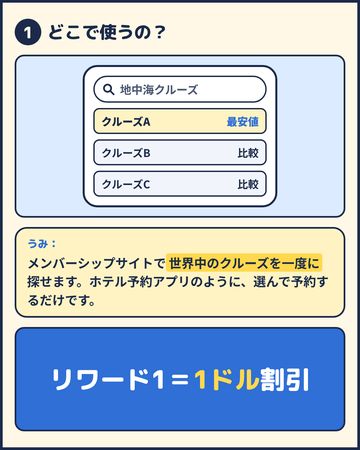 1 どこで使うの？
地中海クルーズ
クルーズA 最安値
クルーズB 比較
クルーズC 比較
うみ：
メンバーシップサイトで世界中のクルーズを一度に
探せます。ホテル予約アプリのように、選んで予約す
るだけです。
リワード1＝1ドル割引